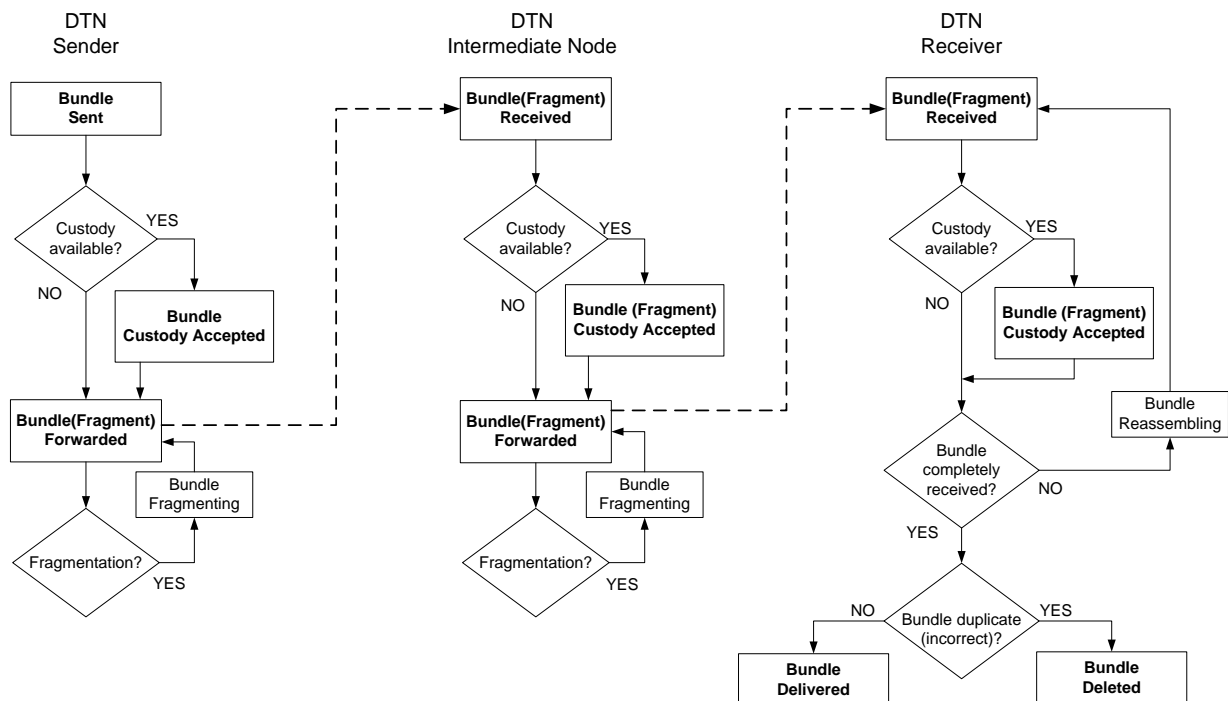 DTN
Sender
Bundle
Sent
Custody
available?
YES
NO
Bundle
Custody Accepted
Bundle(Fragment)
Forwarded
Bundle
Fragmenting
Fragmentation?
YES
DTN
Intermediate Node
Bundle(Fragment)
Received
Custody
available?
YES
NO
Bundle (Fragment)
Custody Accepted
Bundle(Fragment)
Forwarded
Bundle
Fragmenting
Fragmentation?
YES
DTN
Receiver
Bundle(Fragment)
Received
Custody
available?
YES
NO
Bundle (Fragment)
Custody Accepted
Bundle
Reassembling
Bundle
completely
received?
NO
YES
Bundle duplicate
(incorrect)?
NO
YES
Bundle
Delivered
Bundle
Deleted